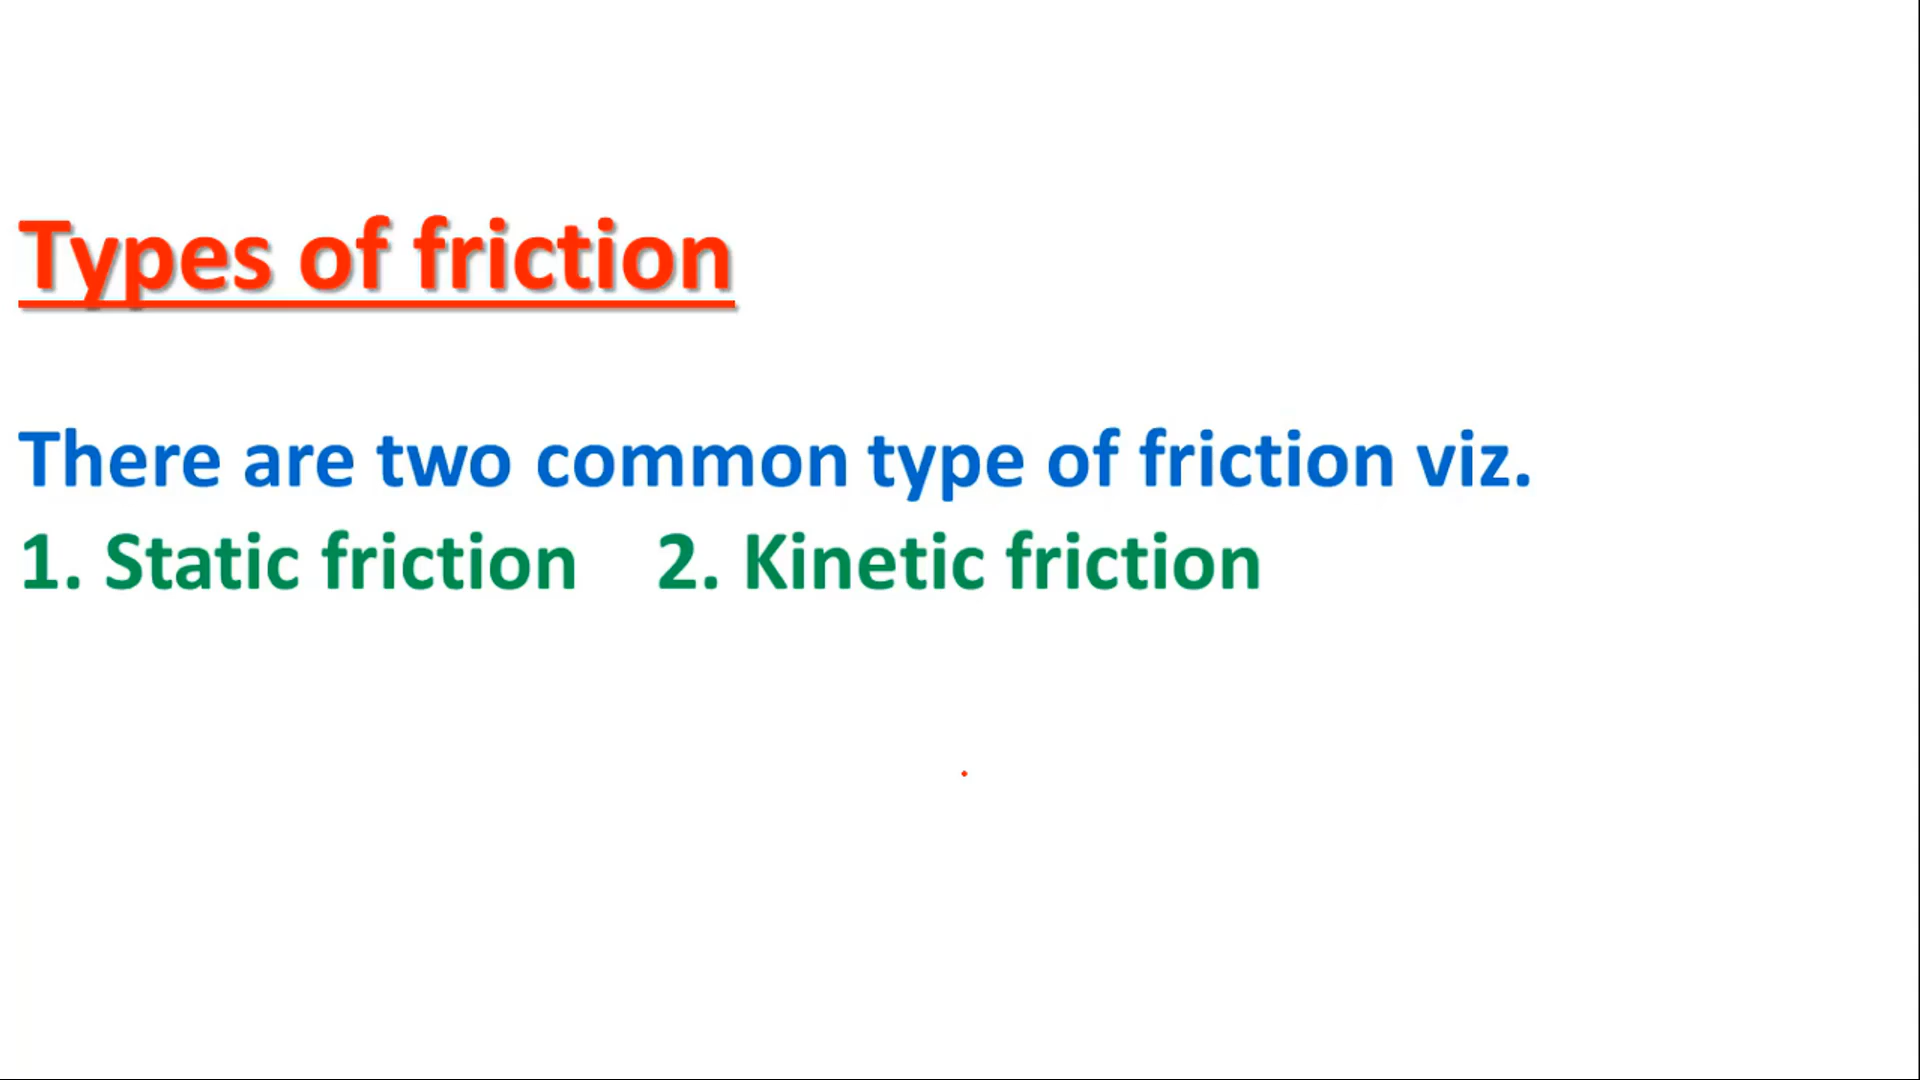 Types of friction
There are two common type of friction viz.
1. Static friction    2. Kinetic friction